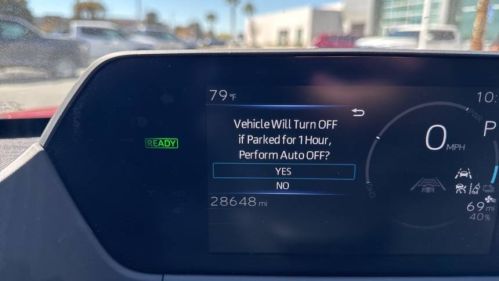 79°F
10:
Vehicle Will Turn OFF
if Parked for 1 Hour,
Perform Auto OFF?
YES
NO
READY
P
0 MPH
28648 mi
69 mi
40%